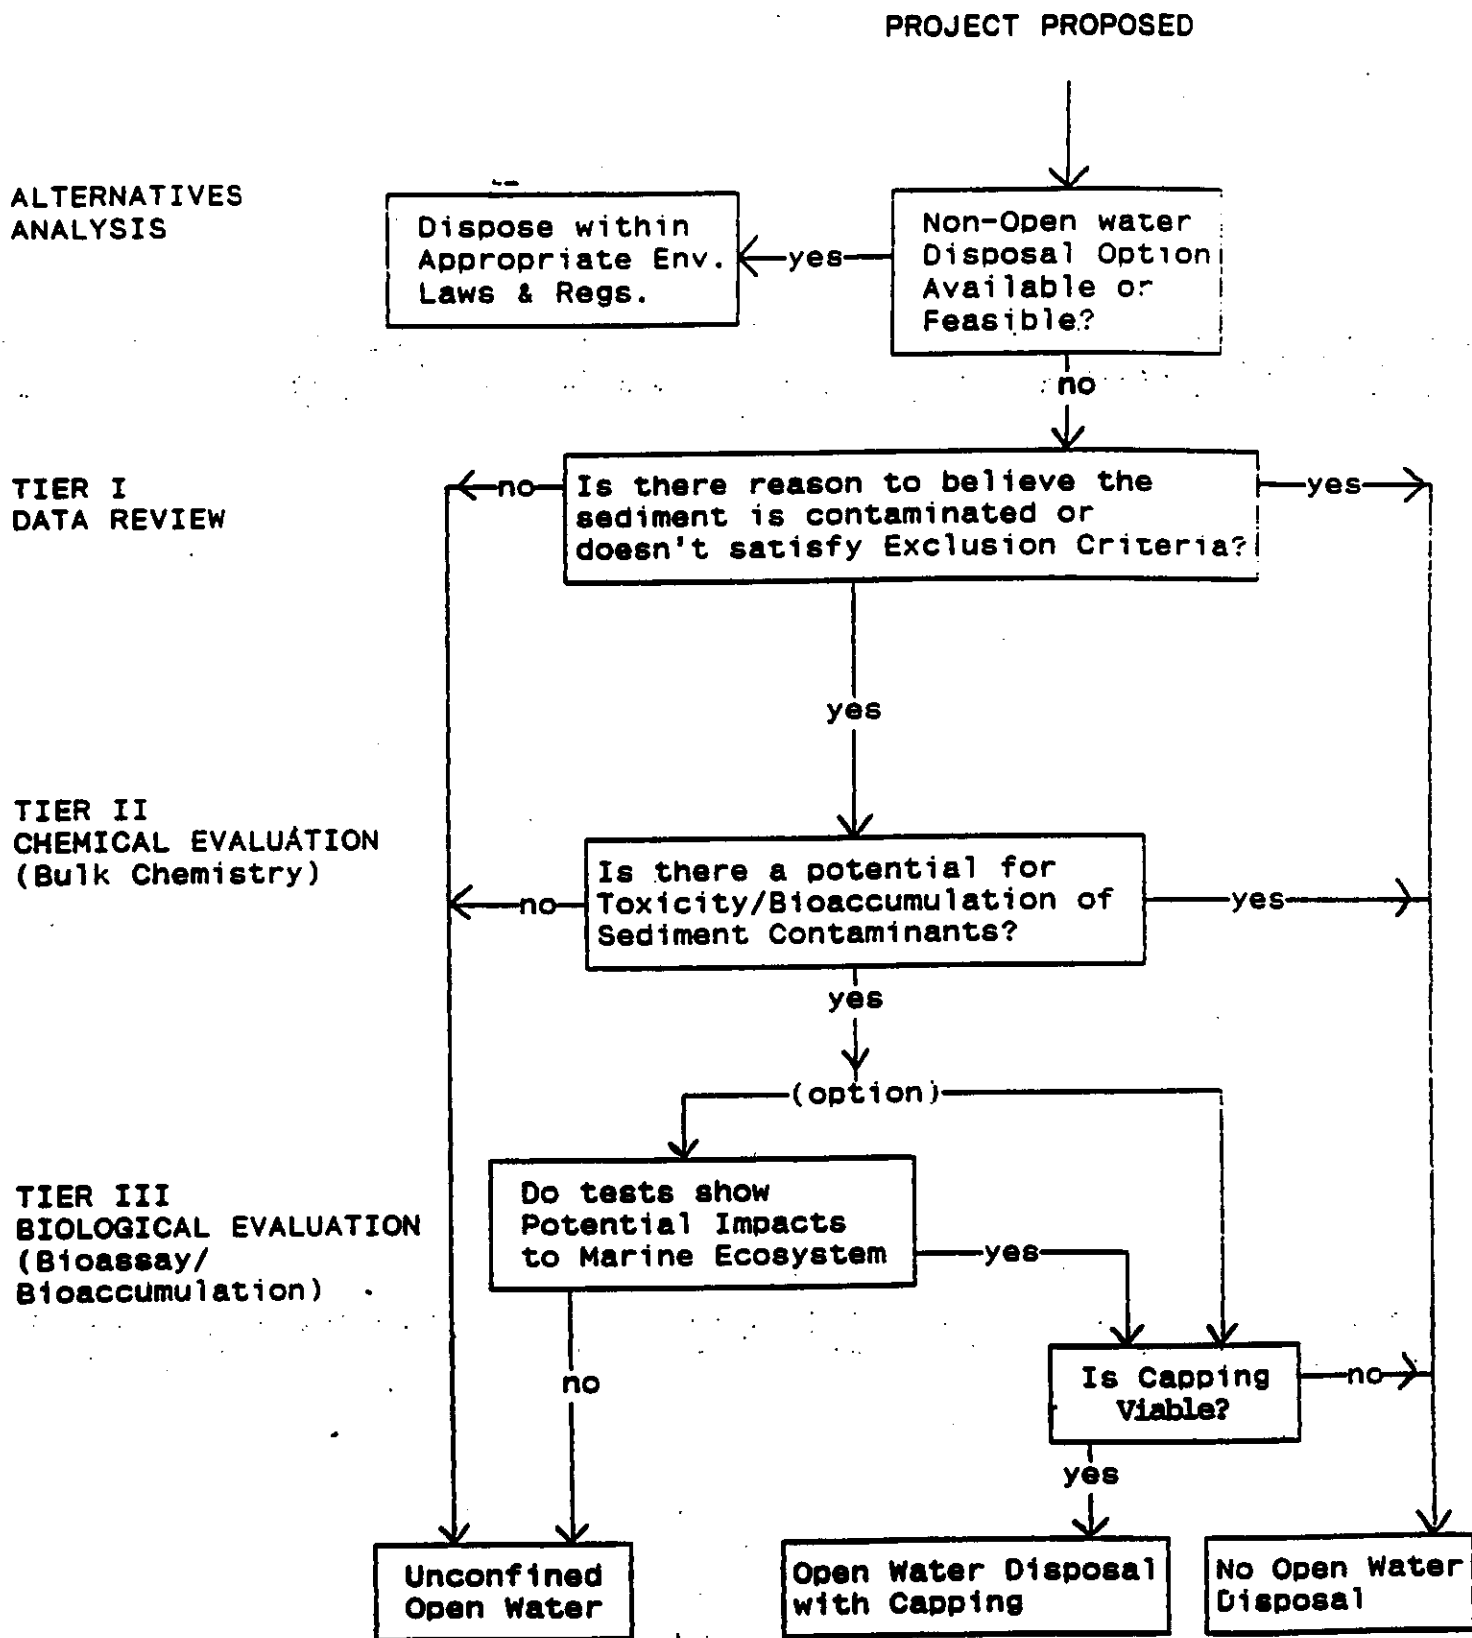 PROJECT PROPOSED
ALTERNATIVES
ANALYSIS
Dispose within
Appropriate Env.
Laws & Regs.
yes
Non-Open water
Disposal Option
Available or
Feasible?
no
TIER I
DATA REVIEW
no
Is there reason to believe the
sediment is contaminated or
doesn't satisfy Exclusion Criteria?
yes
yes
TIER II
CHEMICAL EVALUATION
(Bulk Chemistry)
no
Is there a potential for
Toxicity/Bioaccumulation of
Sediment Contaminants?
yes
yes
(option)
TIER III
BIOLOGICAL EVALUATION
(Bioassay/
Bioaccumulation)
Do tests show
Potential Impacts
to Marine Ecosystem
yes
no
Is Capping
Viable?
no
yes
Unconfined
Open Water
Open Water Disposal
with Capping
No Open Water
Disposal